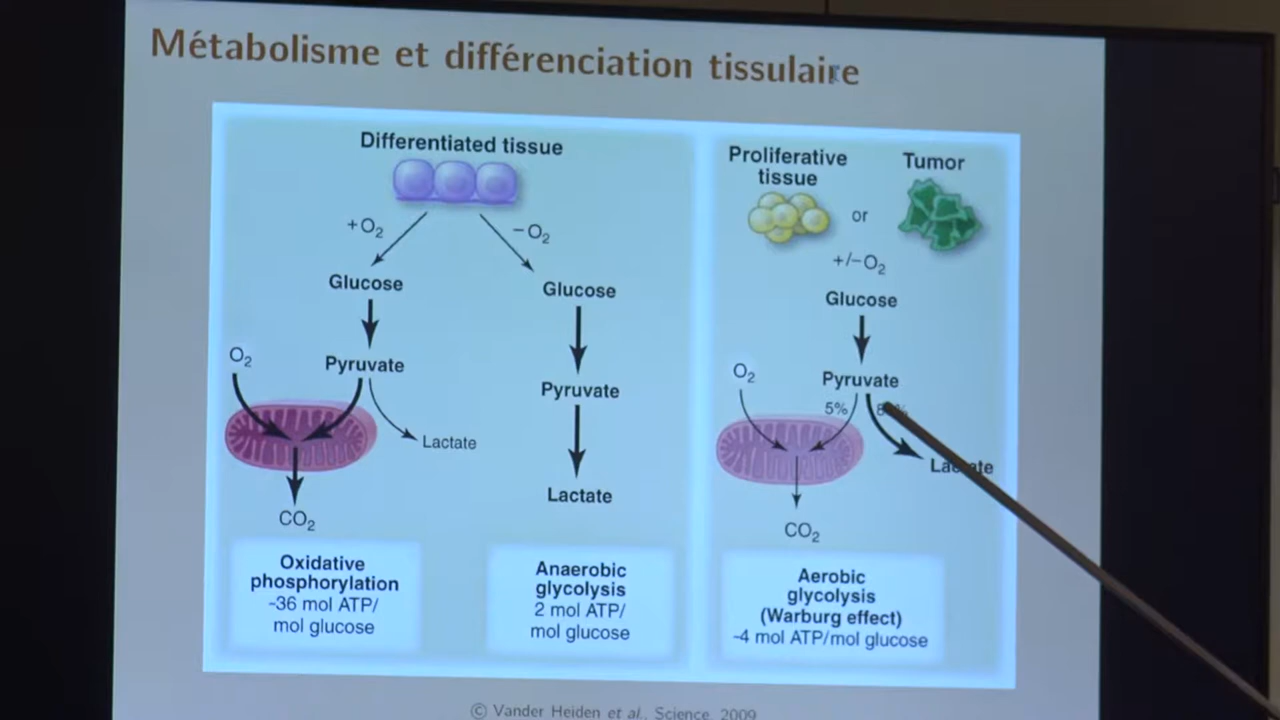 Métabolisme et différenciation tissulaire
Differentiated tissue
+O₂
−O₂
Glucose
Glucose
O₂
Pyruvate
Pyruvate
Lactate
Lactate
CO₂
Oxidative
phosphorylation
~36 mol ATP/
mol glucose
Anaerobic
glycolysis
2 mol ATP/
mol glucose
Proliferative
tissue
or
Tumor
+/−O₂
Glucose
O₂
Pyruvate
5%
Lactate
CO₂
Aerobic
glycolysis
(Warburg effect)
~4 mol ATP/mol glucose
© Vander Heiden et al., Science, 2009